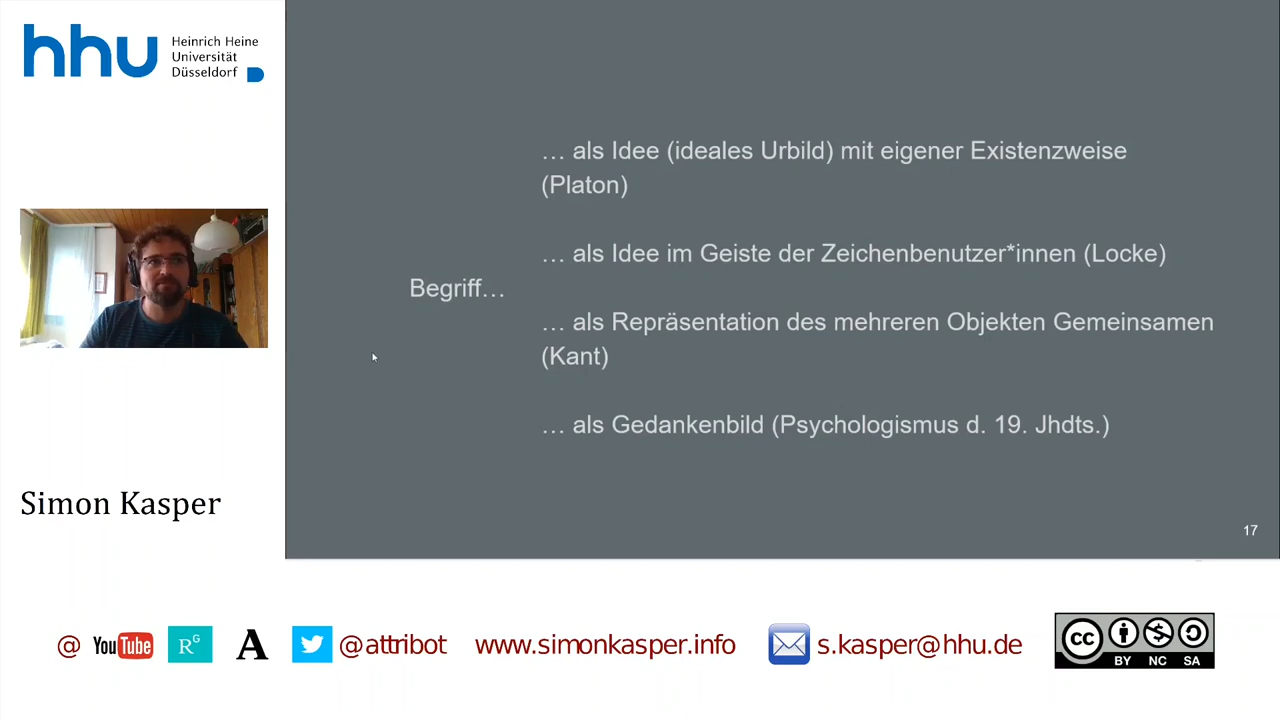 hhu
Heinrich Heine
Universität
Düsseldorf
… als Idee (ideales Urbild) mit eigener Existenzweise
(Platon)
… als Idee im Geiste der Zeichenbenutzer*innen (Locke)
Begriff…
… als Repräsentation des mehreren Objekten Gemeinsamen
(Kant)
… als Gedankenbild (Psychologismus d. 19. Jhdts.)
Simon Kasper
17
@ YouTube RG A @attribot www.simonkasper.info s.kasper@hhu.de
cc BY NC SA